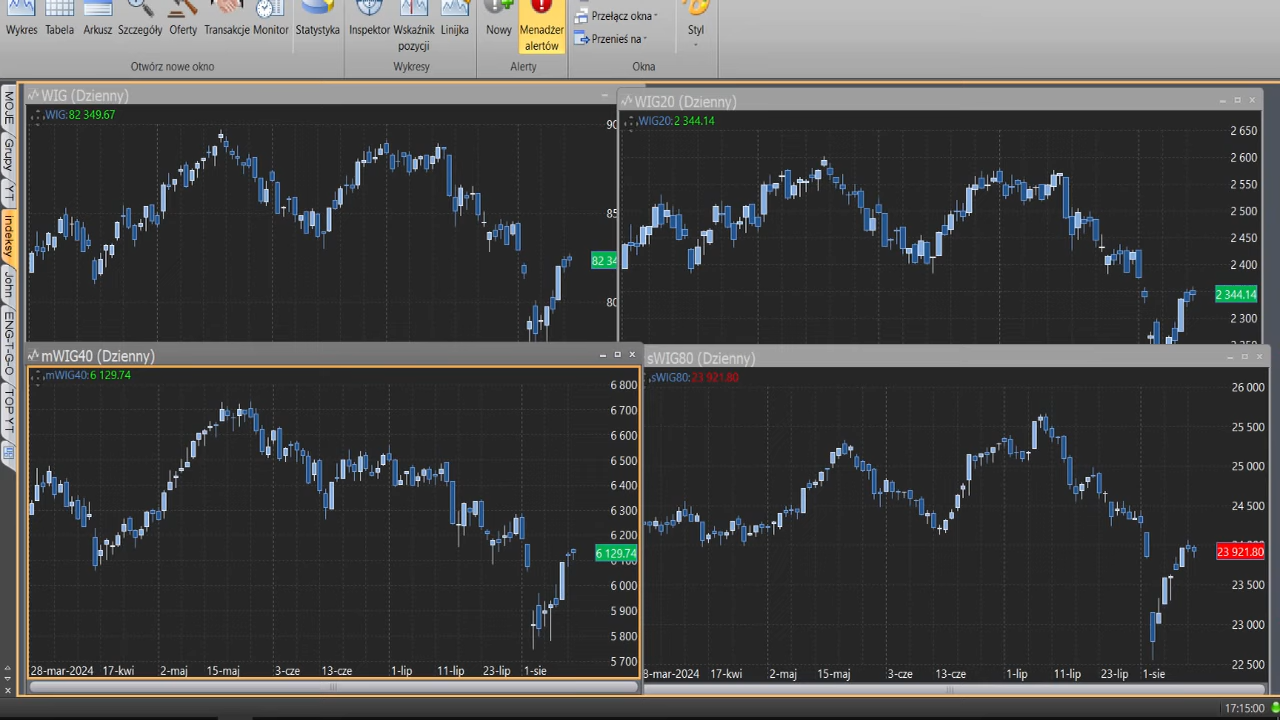 Wykres Tabela Arkusz Szczegóły Oferty Transakcje Monitor Statystyka Inspektor Wskaźnik pozycji Linijka Nowy Menadżer alertów Przełącz okna Przenieś na Styl
Otwórz nowe okno Wykresy Alerty Okna
MOJE
Grupy
YT
indeksy
John
ENG-IT-G-O
TOP YT
WIG (Dzienny)
WIG:82 349.67
90
85
82 34
80
WIG20 (Dzienny)
WIG20:2 344.14
2 650
2 600
2 550
2 500
2 450
2 400
2 344.14
2 300
mWIG40 (Dzienny)
mWIG40:6 129.74
6 800
6 700
6 600
6 500
6 400
6 300
6 200
6 129.74
6 100
6 000
5 900
5 800
5 700
28-mar-2024 17-kwi 2-maj 15-maj 3-cze 13-cze 1-lip 11-lip 23-lip 1-sie
sWIG80 (Dzienny)
sWIG80:23 921.80
26 000
25 500
25 000
24 500
23 921.80
23 500
23 000
22 500
8-mar-2024 17-kwi 2-maj 15-maj 3-cze 13-cze 1-lip 11-lip 23-lip 1-sie
17:15:00